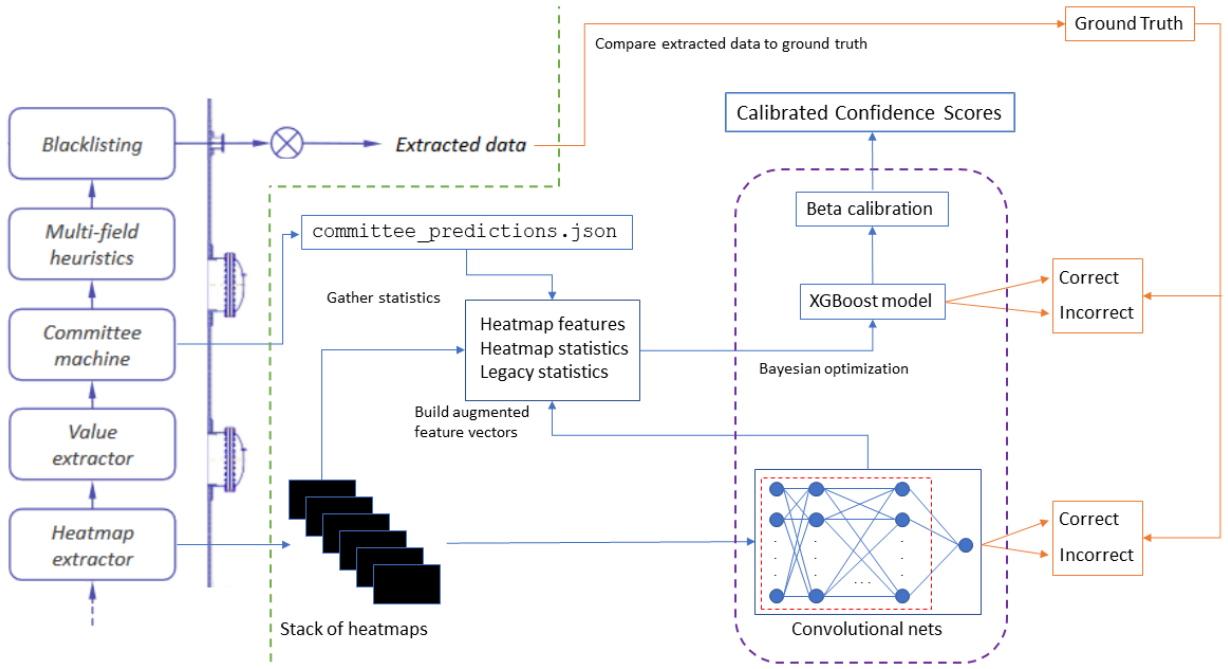 Ground Truth
Compare extracted data to ground truth
Calibrated Confidence Scores
Blacklisting
Extracted data
Beta calibration
committee_predictions.json
Multi-field
heuristics
Gather statistics
XGBoost model
Correct
Incorrect
Committee
machine
Heatmap features
Heatmap statistics
Legacy statistics
Bayesian optimization
Build augmented
feature vectors
Value
extractor
Heatmap
extractor
Correct
Incorrect
Stack of heatmaps
Convolutional nets